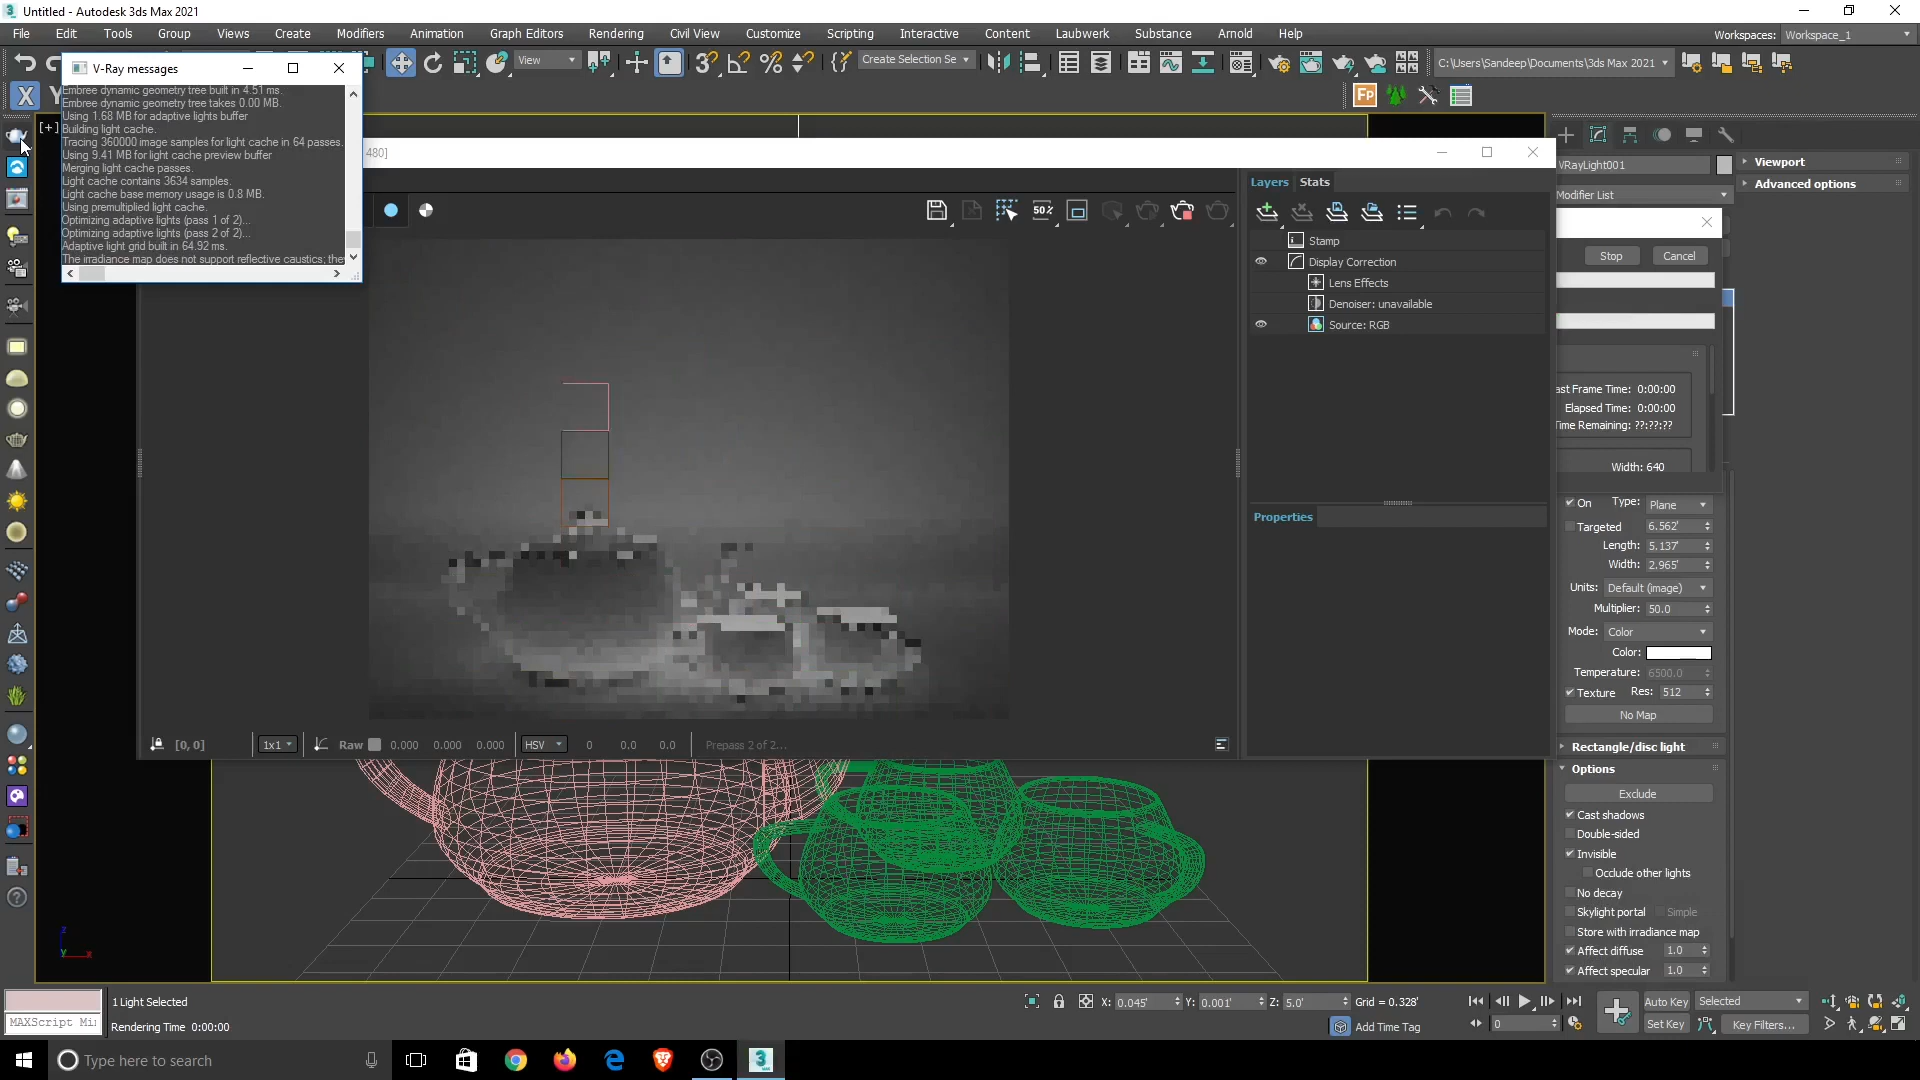 Untitled - Autodesk 3ds Max 2021
File Edit Tools Group Views Create Modifiers Animation Graph Editors Rendering Civil View Customize Scripting Interactive Content Laubwerk Substance Arnold Help
Workspaces: Workspace_1
V-Ray messages
View
Create Selection Se
C:\Users\Sandeep\Documents\3ds Max 2021
X
Embree dynamic geometry tree built in 4.51 ms.
Embree dynamic geometry tree takes 0.00 MB.
Using 1.68 MB for adaptive lights buffer
Building light cache.
Tracing 360000 image samples for light cache in 64 passes.
Using 9.41 MB for light cache preview buffer
Merging light cache passes.
Light cache contains 3634 samples.
Light cache base memory usage is 0.8 MB.
Using premultiplied light cache.
Optimizing adaptive lights (pass 1 of 2)...
Optimizing adaptive lights (pass 2 of 2)...
Adaptive light grid built in 64.92 ms.
The irradiance map does not support reflective caustics; the
[+]
480]
Fp
50%
Layers Stats
Stamp
Display Correction
Lens Effects
Denoiser: unavailable
Source: RGB
Properties
VRayLight001
Modifier List
Viewport
Advanced options
Stop Cancel
ast Frame Time: 0:00:00
Elapsed Time: 0:00:00
Time Remaining: ??:??:??
Width: 640
On Type: Plane
Targeted 6.562'
Length: 5.137'
Width: 2.965'
Units: Default (image)
Multiplier: 50.0
Mode: Color
Color:
Temperature: 6500.0
Texture Res: 512
No Map
Rectangle/disc light
Options
Exclude
Cast shadows
Double-sided
Invisible
Occlude other lights
No decay
Skylight portal Simple
Store with irradiance map
Affect diffuse 1.0
Affect specular 1.0
[0, 0] 1x1 Raw 0.000 0.000 0.000 HSV 0 0.0 0.0 Prepass 2 of 2...
z
y x
1 Light Selected
X: 0.045' Y: 0.001' Z: 5.0' Grid = 0.328'
Auto Key Selected
MAXScript Mi
Rendering Time 0:00:00
Add Time Tag
0
Set Key Key Filters...
Type here to search
3